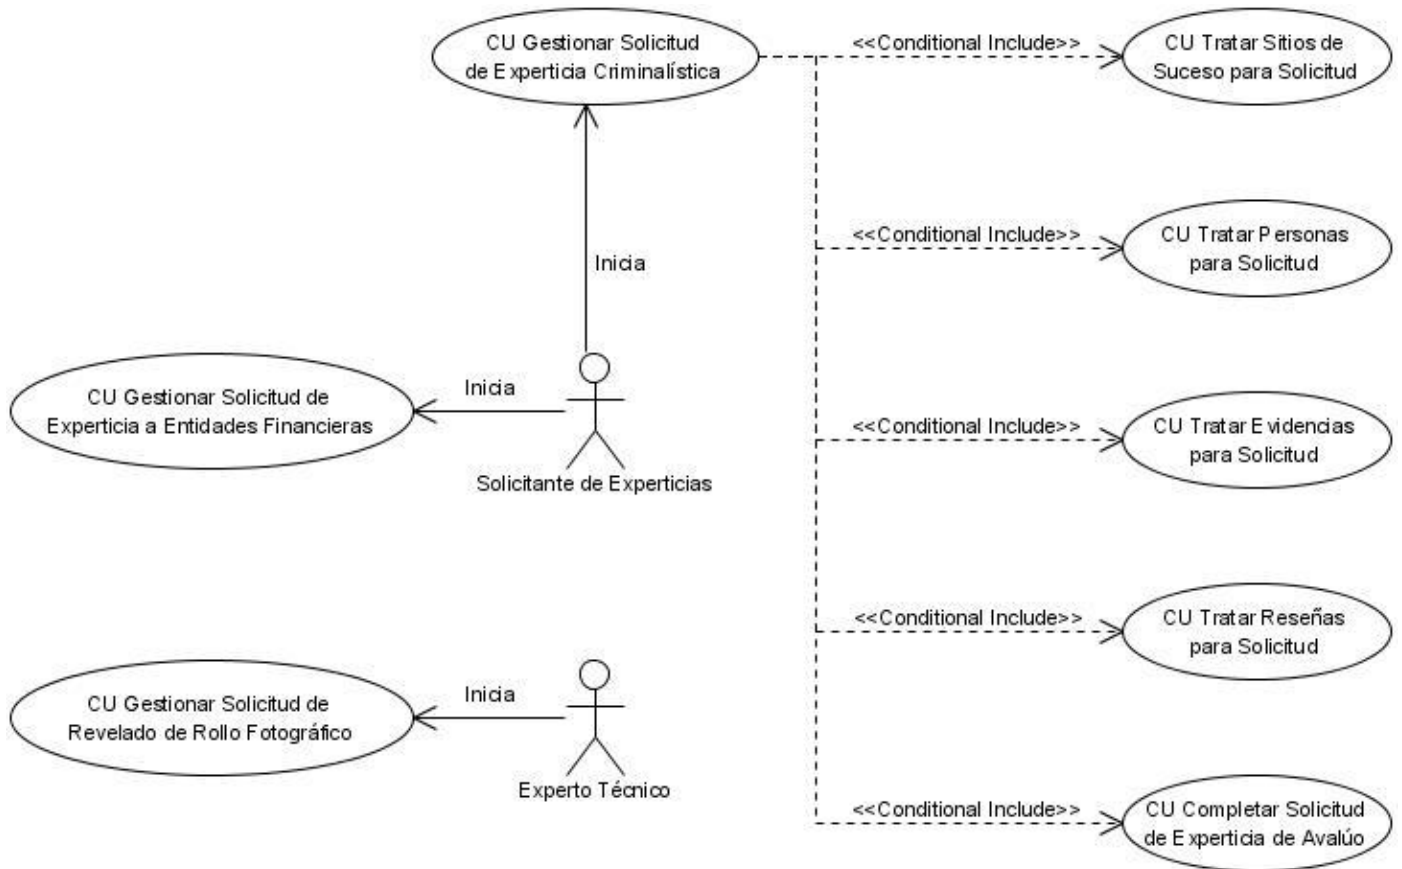 CU Gestionar Solicitud
de Experticia Criminalística
<<Conditional Include>>
CU Tratar Sitios de
Suceso para Solicitud
<<Conditional Include>>
CU Tratar Personas
para Solicitud
Inicia
CU Gestionar Solicitud de
Experticia a Entidades Financieras
Inicia
Solicitante de Experticias
<<Conditional Include>>
CU Tratar Evidencias
para Solicitud
<<Conditional Include>>
CU Tratar Reseñas
para Solicitud
CU Gestionar Solicitud de
Revelado de Rollo Fotográfico
Inicia
Experto Técnico
<<Conditional Include>>
CU Completar Solicitud
de Experticia de Avalúo